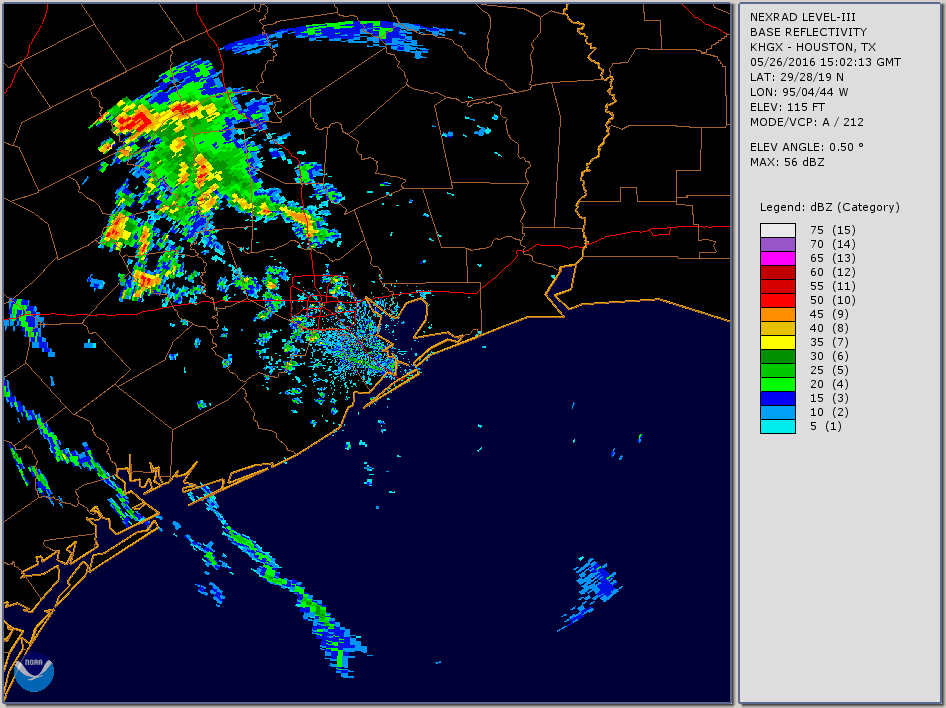 NEXRAD LEVEL-III
BASE REFLECTIVITY
KHGX - HOUSTON, TX
05/26/2016 15:02:13 GMT
LAT: 29/28/19 N
LON: 95/04/44 W
ELEV: 115 FT
MODE/VCP: A / 212
ELEV ANGLE: 0.50 °
MAX: 56 dBZ
Legend: dBZ (Category)
75 (15)
70 (14)
65 (13)
60 (12)
55 (11)
50 (10)
45 (9)
40 (8)
35 (7)
30 (6)
25 (5)
20 (4)
15 (3)
10 (2)
5 (1)
NOAA